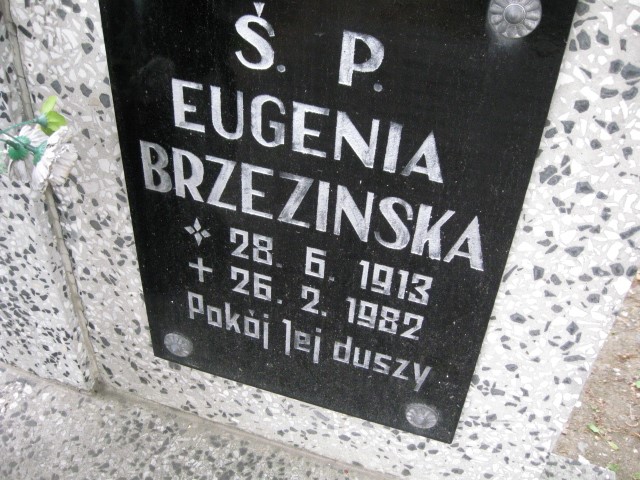 Ś. P.
EUGENIA
BRZEZINSKA
* 28. 6. 1913
+ 26. 2. 1982
Pokój Jej duszy